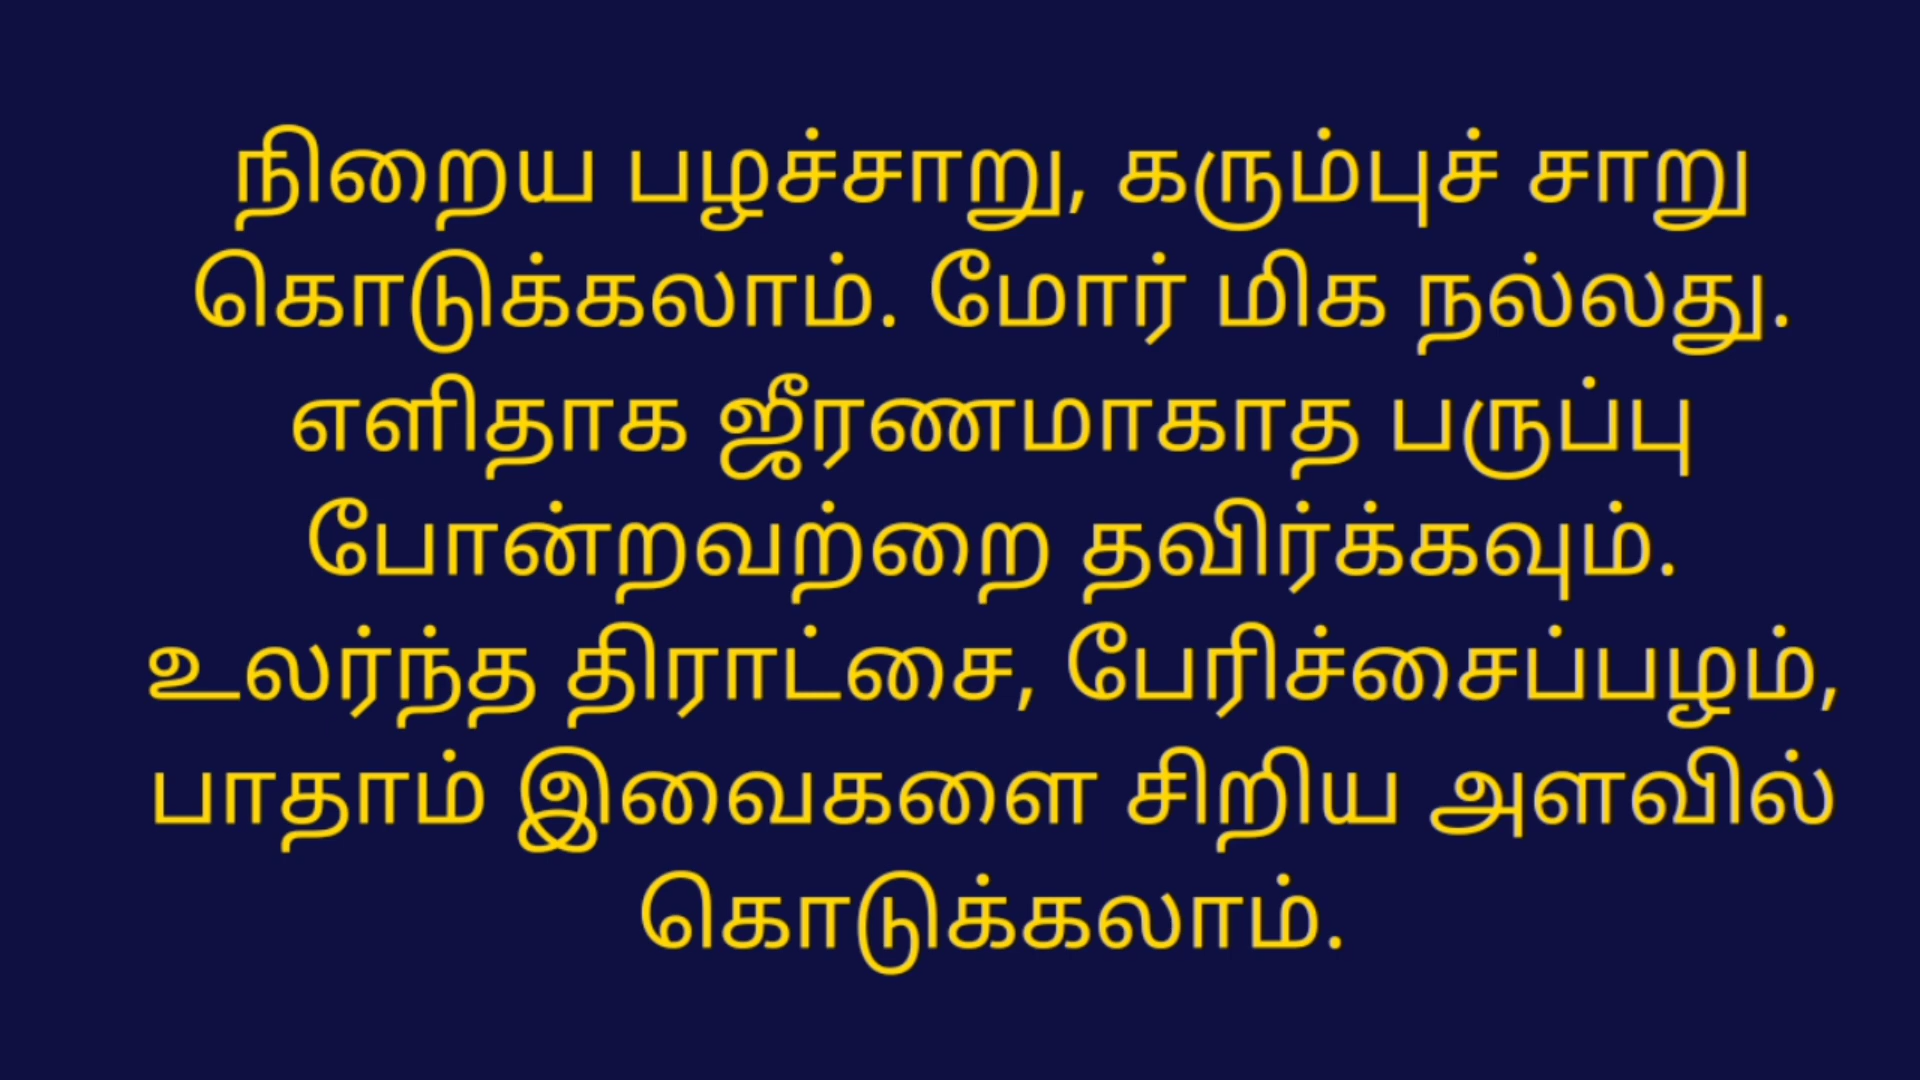 நிறைய பழச்சாறு, கரும்புச் சாறு
கொடுக்கலாம். மோர் மிக நல்லது.
எளிதாக ஜீரணமாகாத பருப்பு
போன்றவற்றை தவிர்க்கவும்.
உலர்ந்த திராட்சை, பேரிச்சைப்பழம்,
பாதாம் இவைகளை சிறிய அளவில்
கொடுக்கலாம்.